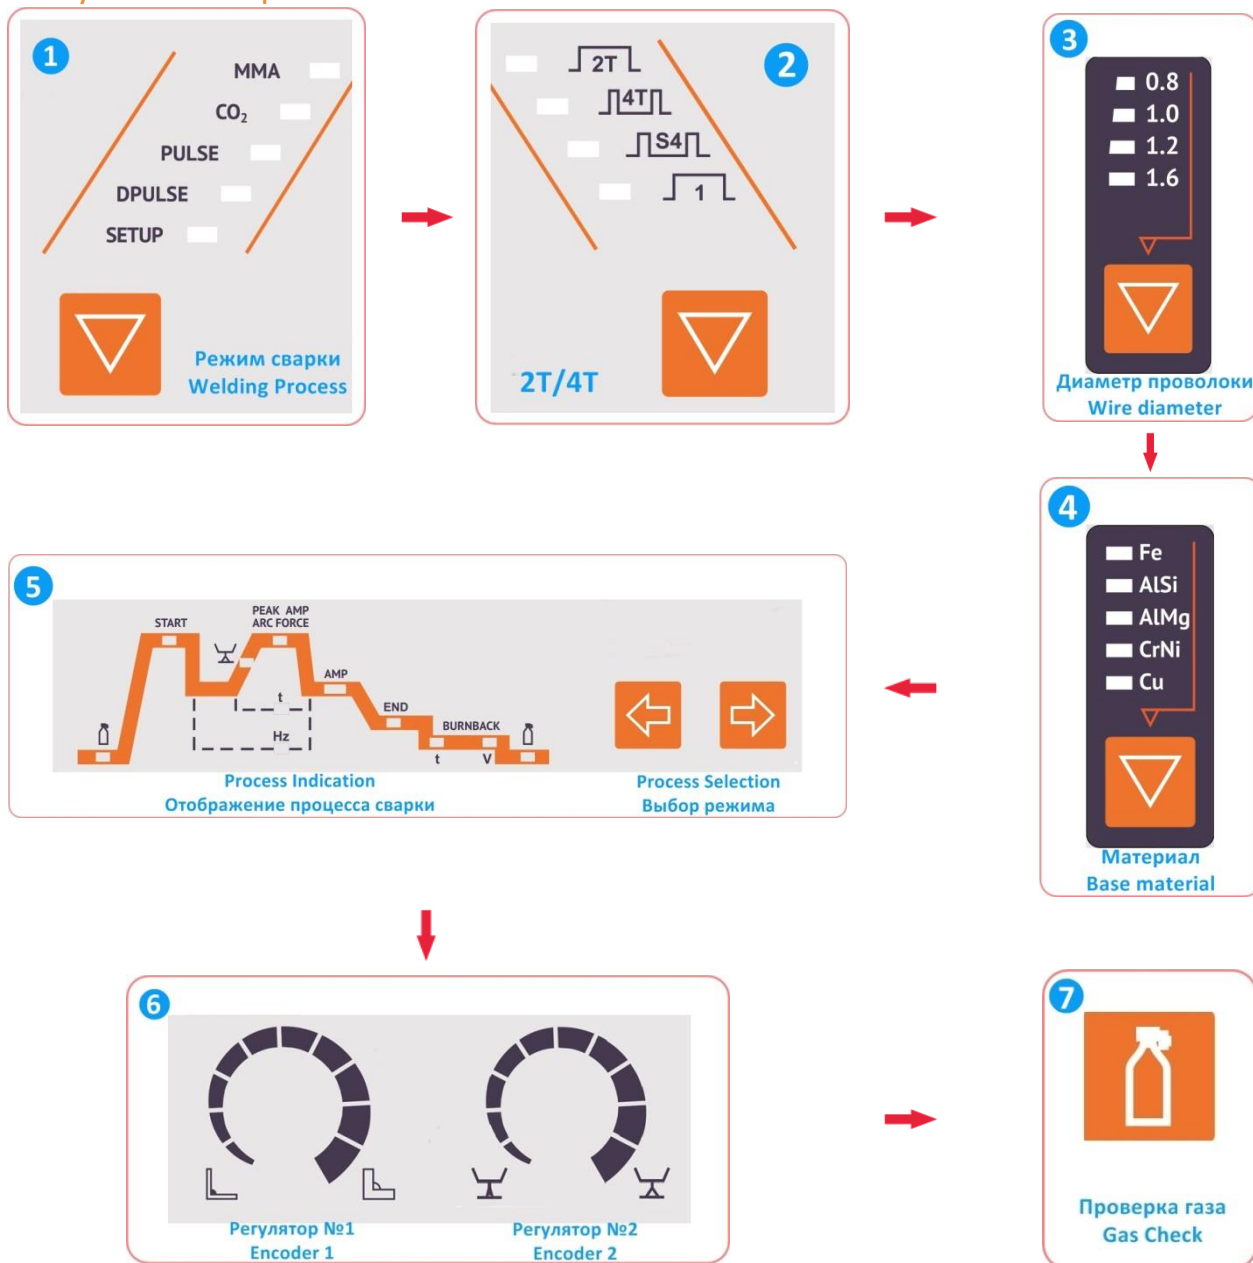 1
MMA
CO₂
PULSE
DPULSE
SETUP
Режим сварки
Welding Process
2
2T
4T
S4
1
2T/4T
3
0.8
1.0
1.2
1.6
Диаметр проволоки
Wire diameter
4
Fe
AlSi
AlMg
CrNi
Cu
Материал
Base material
5
START
PEAK AMP
ARC FORCE
AMP
t
END
Hz
BURNBACK
t V
Process Indication
Отображение процесса сварки
Process Selection
Выбор режима
6
Регулятор №1
Encoder 1
Регулятор №2
Encoder 2
7
Проверка газа
Gas Check